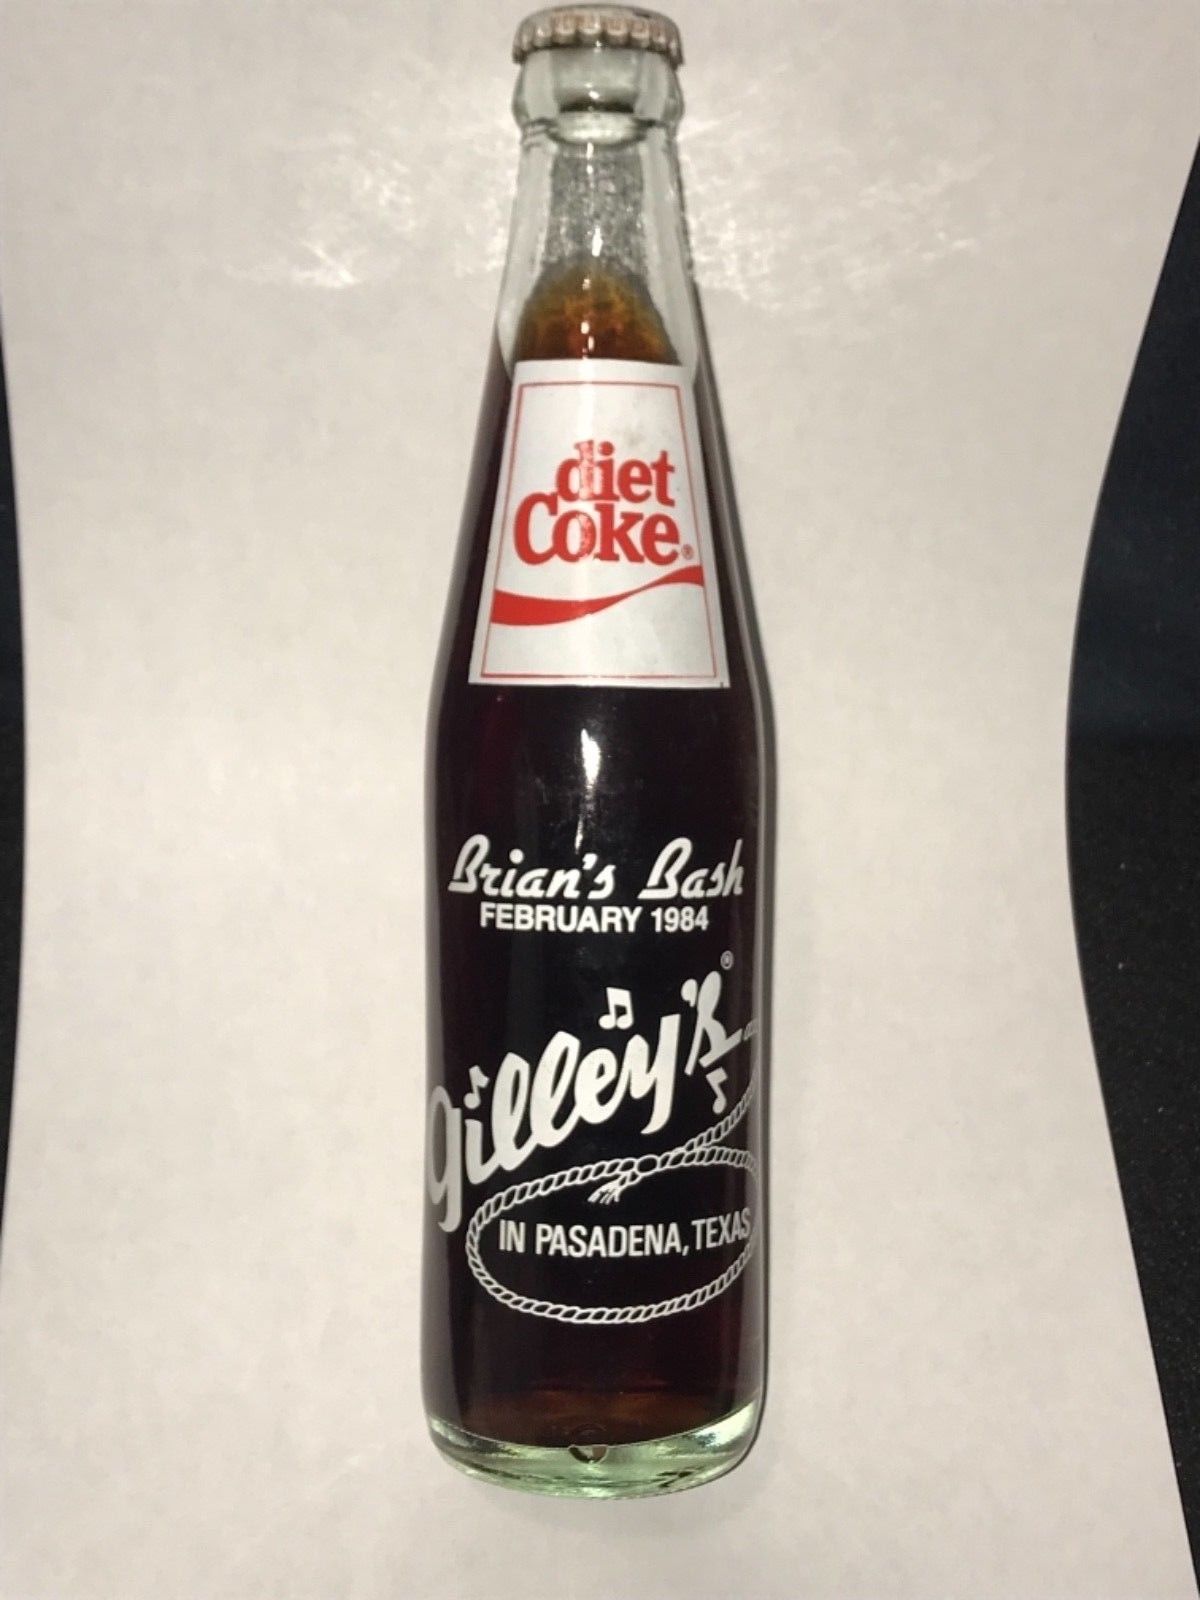 diet
Coke®
Brian's Bash
FEBRUARY 1984
Gilley's®
IN PASADENA, TEXAS